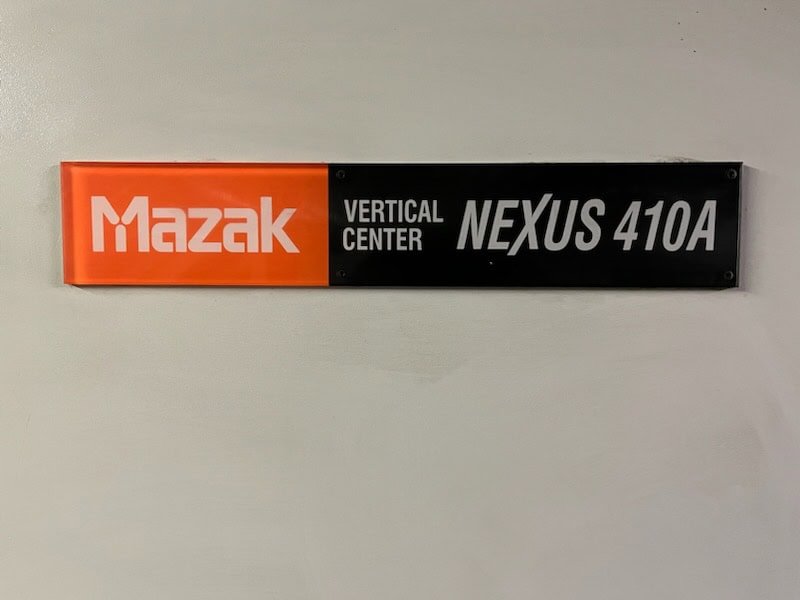 Mazak
VERTICAL
CENTER
NEXUS 410A